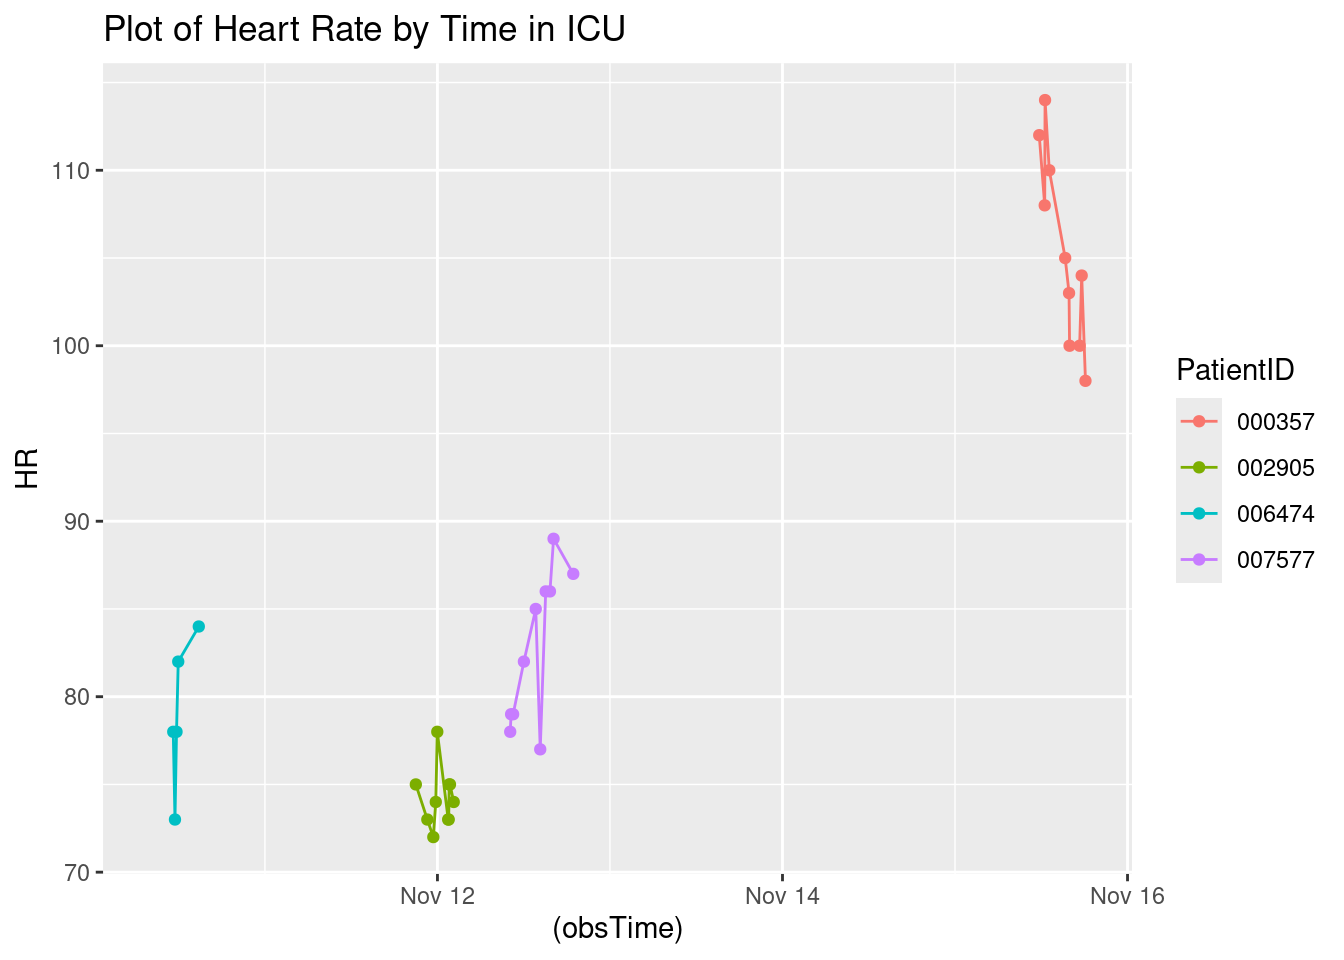 Plot of Heart Rate by Time in ICU
HR
110
100
90
80
70
Nov 12
Nov 14
Nov 16
(obsTime)
PatientID
000357
002905
006474
007577